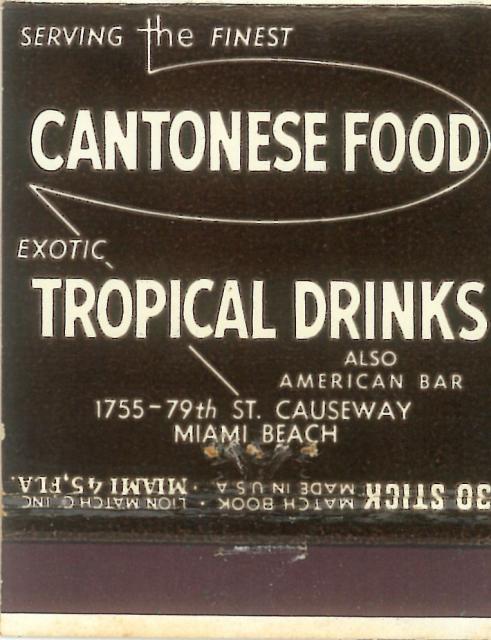 SERVING the FINEST
CANTONESE FOOD
EXOTIC
TROPICAL DRINKS
ALSO
AMERICAN BAR
1755-79th ST. CAUSEWAY
MIAMI BEACH
30 STICK MATCH BOOK • LION MATCH C INC
MADE IN U S A • MIAMI 45, FLA.